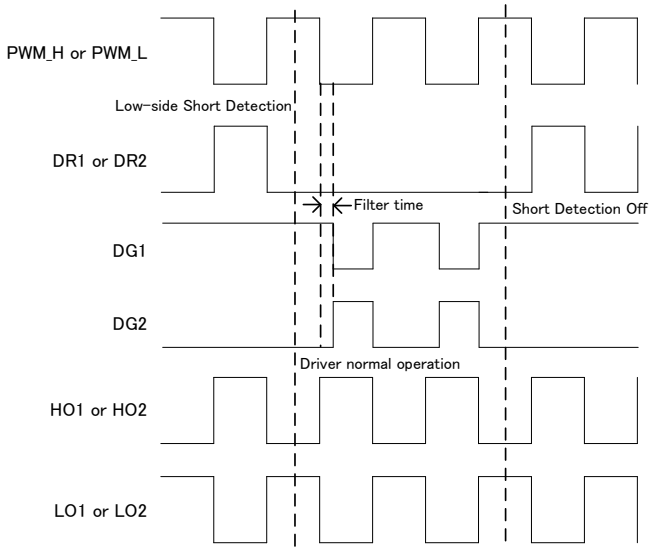 PWM_H or PWM_L
Low-side Short Detection
DR1 or DR2
Filter time
Short Detection Off
DG1
DG2
Driver normal operation
HO1 or HO2
LO1 or LO2